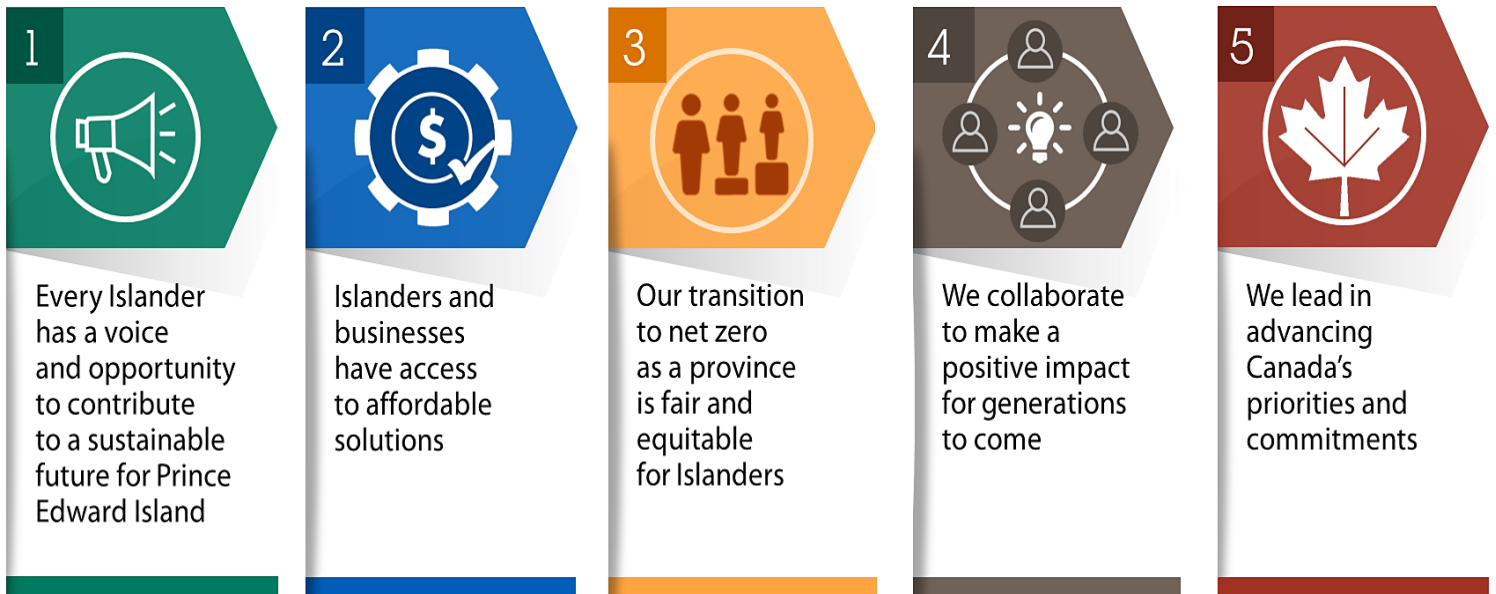 1
Every Islander
has a voice
and opportunity
to contribute
to a sustainable
future for Prince
Edward Island
2
$
Islanders and
businesses
have access
to affordable
solutions
3
Our transition
to net zero
as a province
is fair and
equitable
for Islanders
4
We collaborate
to make a
positive impact
for generations
to come
5
We lead in
advancing
Canada’s
priorities and
commitments